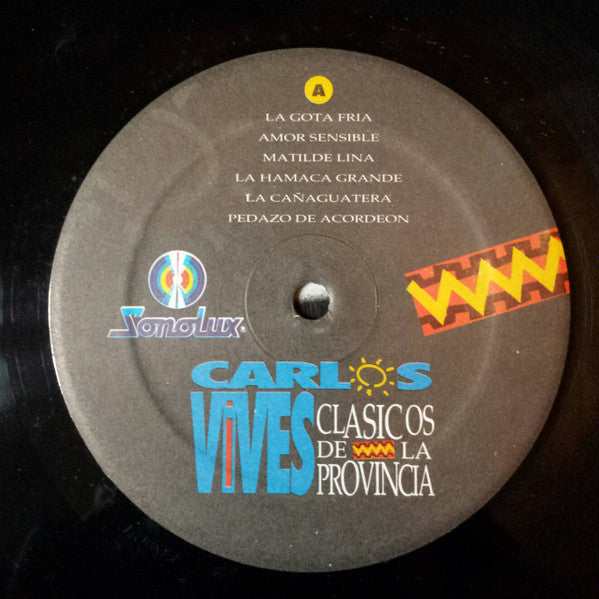 A
LA GOTA FRIA
AMOR SENSIBLE
MATILDE LINA
LA HAMACA GRANDE
LA CAÑAGUATERA
PEDAZO DE ACORDEON
SonoLux®
CARLOS
ViVES
CLASICOS
DE LA
PROVINCIA